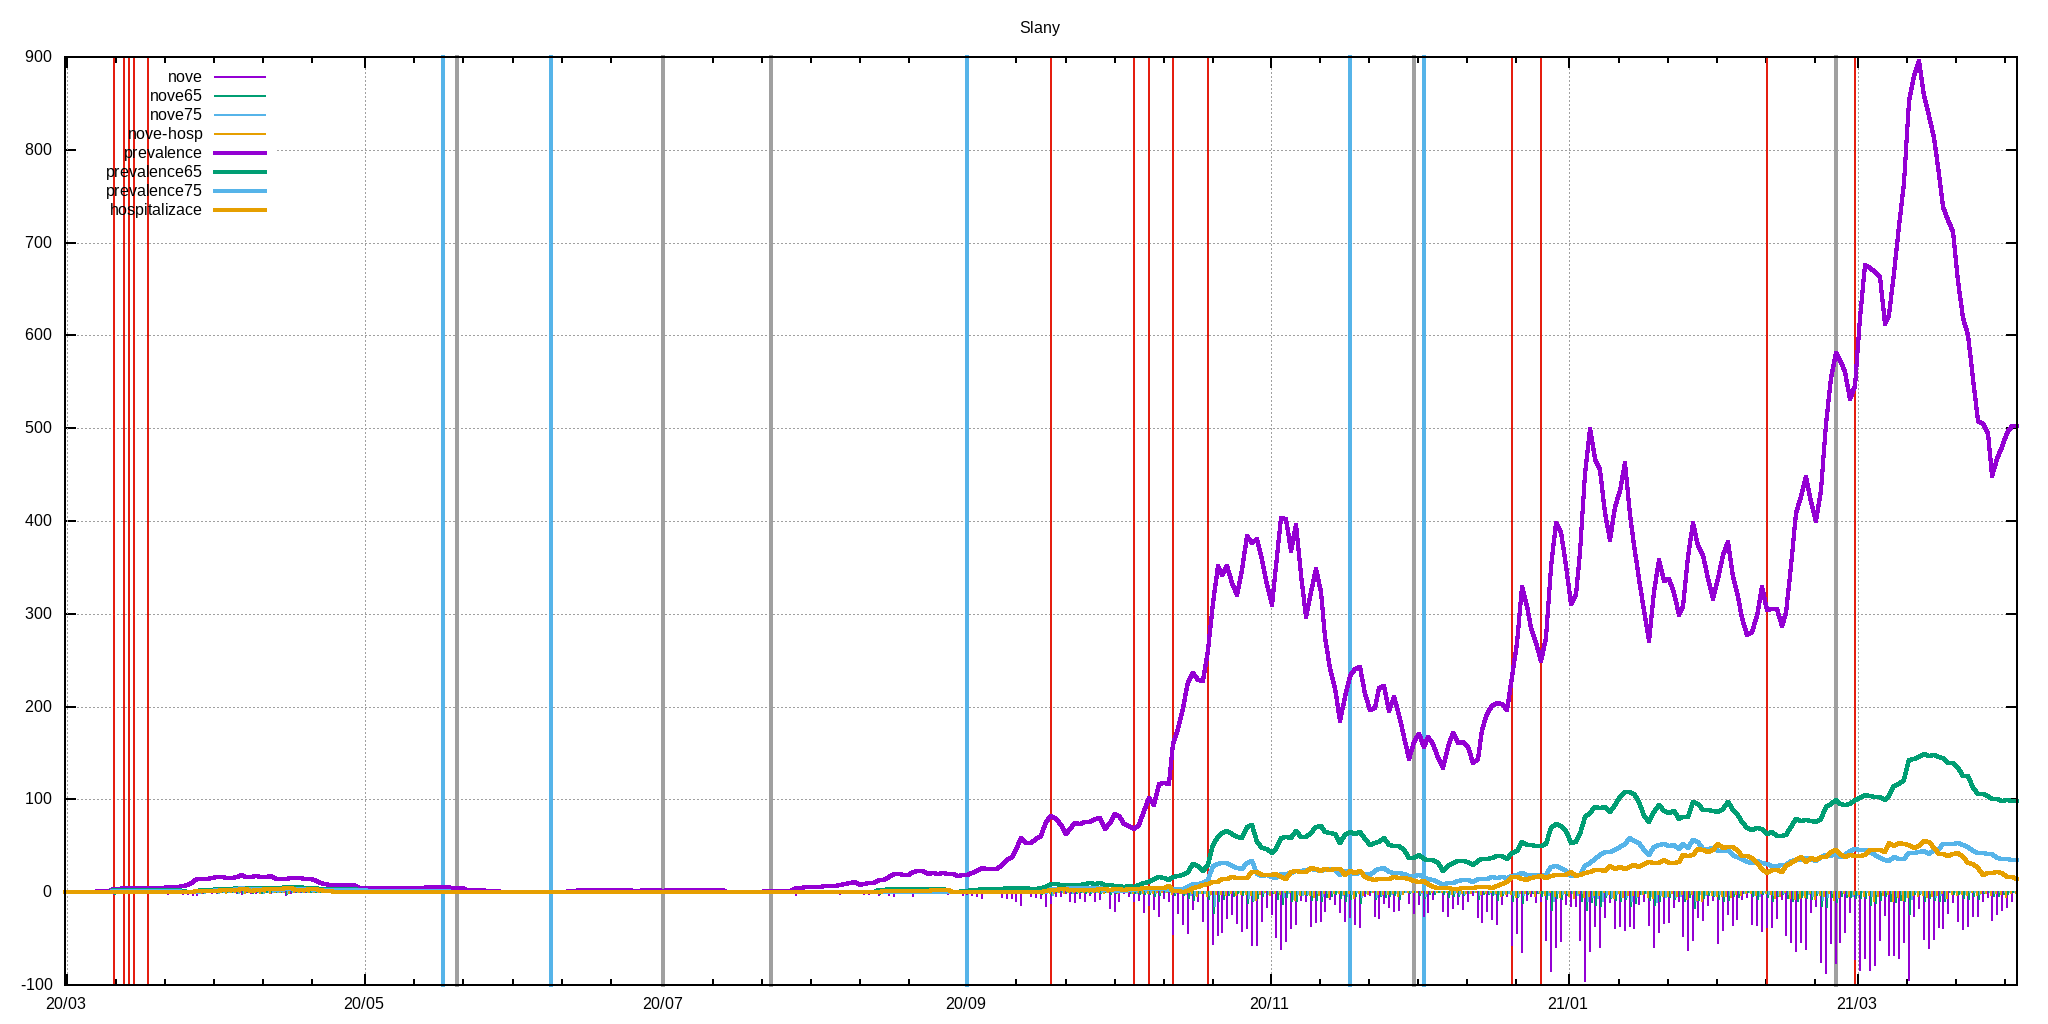 Slany
900
800
700
600
500
400
300
200
100
0
-100
nove
nove65
nove75
nove-hosp
prevalence
prevalence65
prevalence75
hospitalizace
20/03 20/05 20/07 20/09 20/11 21/01 21/03